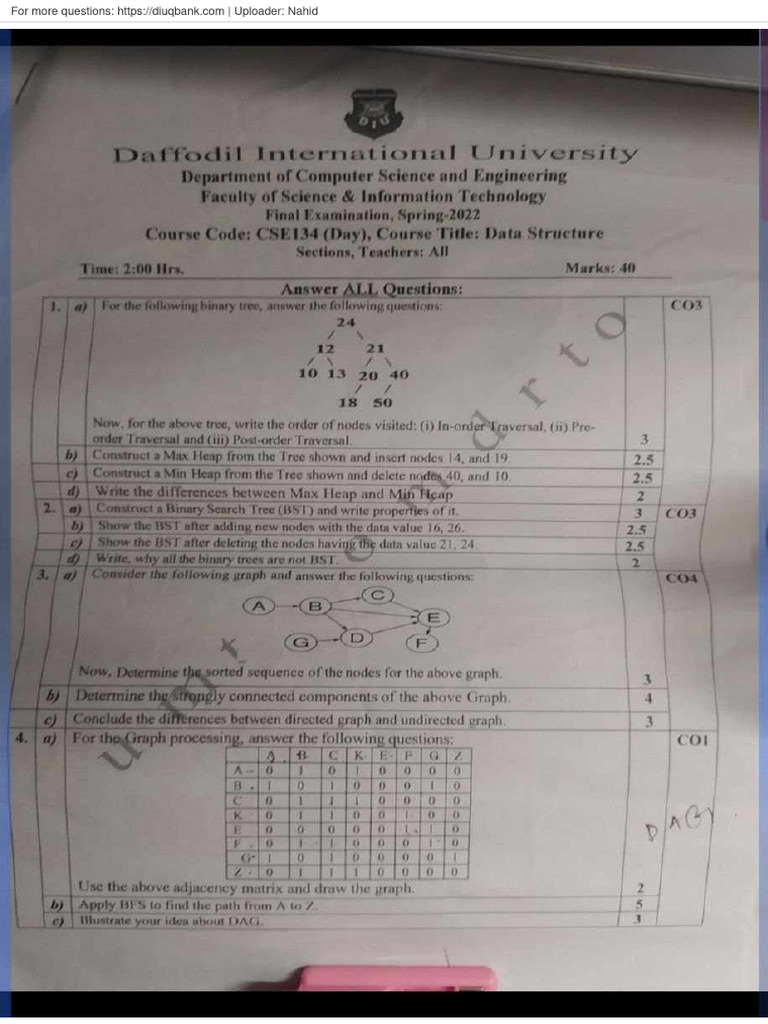 For more questions: https://diuqbank.com | Uploader: Nahid
DIU
Daffodil International University
Department of Computer Science and Engineering
Faculty of Science & Information Technology
Final Examination, Spring-2022
Course Code: CSE134 (Day), Course Title: Data Structure
Sections, Teachers: All
Time: 2:00 Hrs. Marks: 40
Answer ALL Questions:
1. a) For the following binary tree, answer the following questions: CO3
24
12 21
10 13 20 40
18 50
Now, for the above tree, write the order of nodes visited: (i) In-order Traversal, (ii) Pre-
order Traversal and (iii) Post-order Traversal. 3
b) Construct a Max Heap from the Tree shown and insert nodes 14, and 19. 2.5
c) Construct a Min Heap from the Tree shown and delete nodes 40, and 10. 2.5
d) Write the differences between Max Heap and Min Heap 2
2. a) Construct a Binary Search Tree (BST) and write properties of it. 3 CO3
b) Show the BST after adding new nodes with the data value 16, 26. 2.5
c) Show the BST after deleting the nodes having the data value 21, 24. 2.5
d) Write, why all the binary trees are not BST. 2
3. a) Consider the following graph and answer the following questions: CO4
C
A B
E
G D F
Now, Determine the sorted sequence of the nodes for the above graph. 3
b) Determine the strongly connected components of the above Graph. 4
c) Conclude the differences between directed graph and undirected graph. 3
4. a) For the Graph processing, answer the following questions: CO1
A B C K E F G Z
A 0 1 0 1 0 0 0 0
B 1 0 1 0 0 0 1 0
C 0 1 1 1 0 0 0 0
K 0 1 1 0 0 1 0 0
E 0 0 0 0 0 1 1 0
F 0 1 1 0 0 0 1 0
G 1 0 1 0 0 0 0 1
Z 0 1 1 1 0 0 0 0
DAG
Use the above adjacency matrix and draw the graph. 2
b) Apply BFS to find the path from A to Z. 5
c) Illustrate your idea about DAG. 3